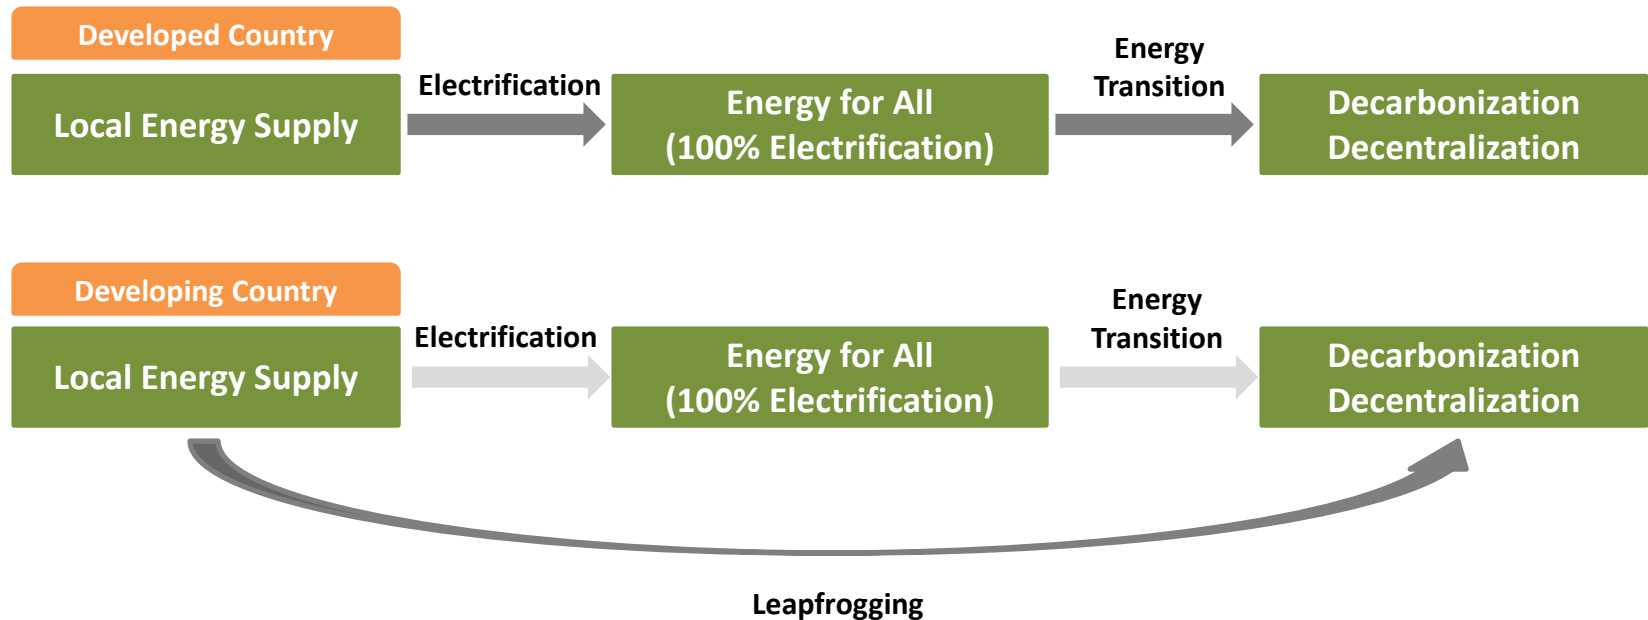 Developed Country
Local Energy Supply
Electrification
Energy for All
(100% Electrification)
Energy
Transition
Decarbonization
Decentralization
Developing Country
Local Energy Supply
Electrification
Energy for All
(100% Electrification)
Energy
Transition
Decarbonization
Decentralization
Leapfrogging